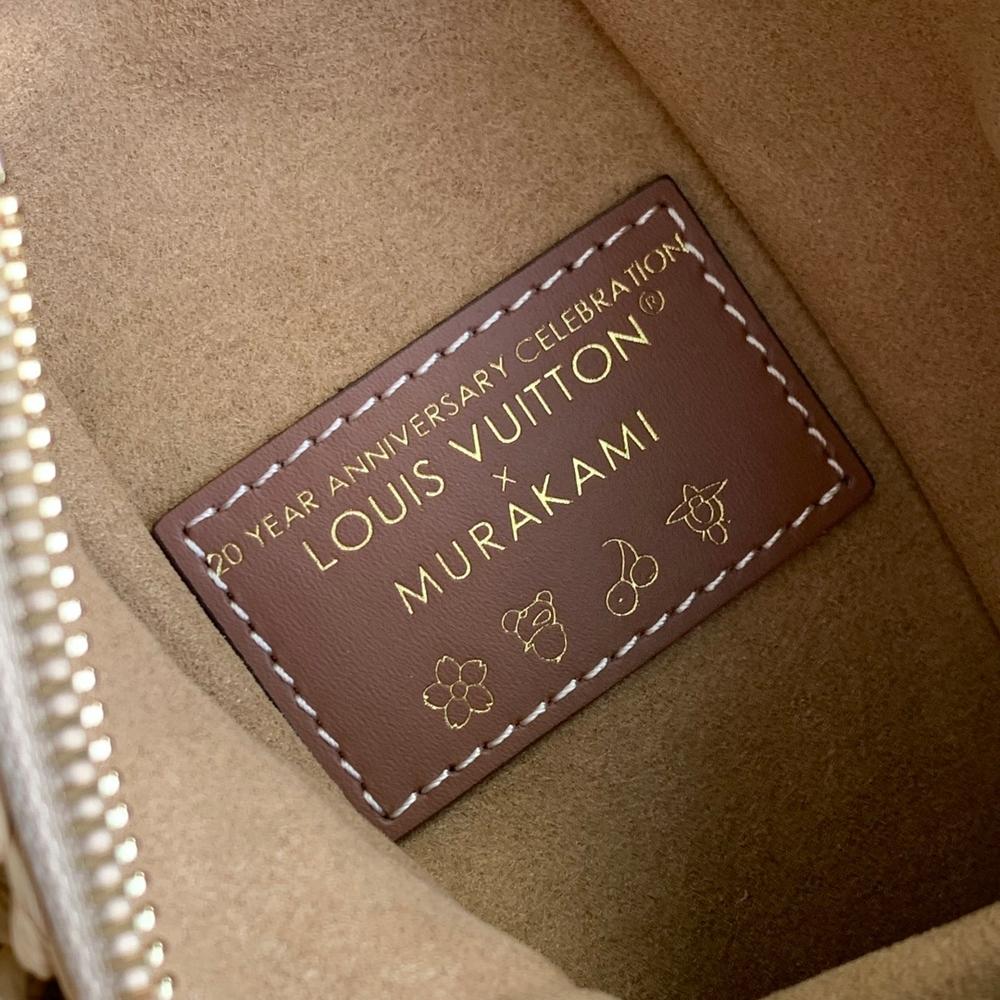 20 YEAR ANNIVERSARY CELEBRATION
LOUIS VUITTON®
×
MURAKAMI